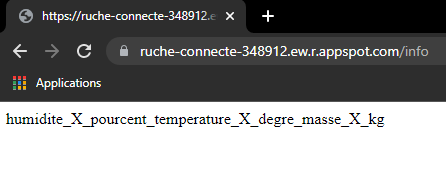 https://ruche-connecte-348912.e
ruche-connecte-348912.ew.r.appspot.com/info
Applications
humidite_X_pourcent_temperature_X_degre_masse_X_kg